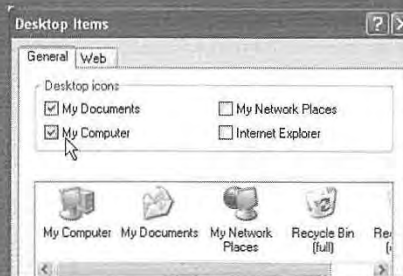 Desktop Items
General Web
Desktop icons
My Documents My Network Places
My Computer Internet Explorer
My Computer My Documents My Network Places Recycle Bin (full)